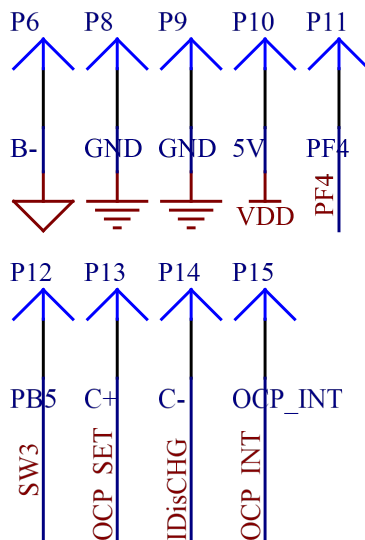 P6 P8 P9 P10 P11
B- GND GND 5V PF4
PF4
VDD
P12 P13 P14 P15
PB5 C+ C- OCP_INT
SW3 OCP_SET IDisCHG OCP_INT